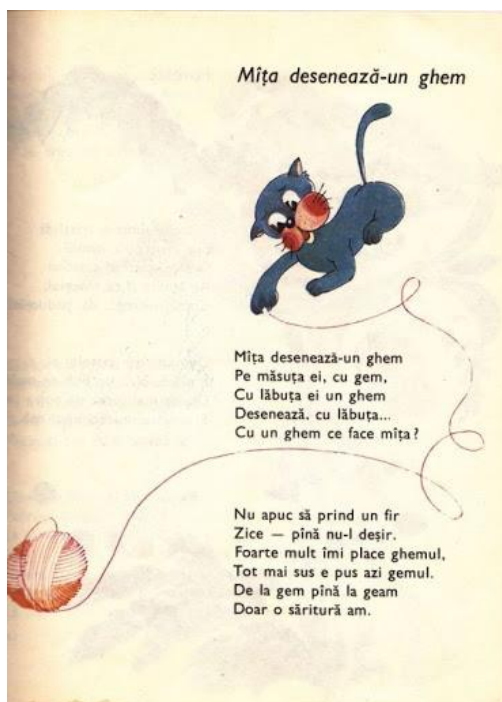 Mîța desenează-un ghem
Mîța desenează-un ghem
Pe măsuța ei, cu gem,
Cu lăbuța ei un ghem
Desenează, cu lăbuța...
Cu un ghem ce face mîța?
Nu apuc să prind un fir
Zice — pînă nu-l deșir.
Foarte mult îmi place ghemul,
Tot mai sus e pus azi gemul.
De la gem pînă la geam
Doar o săritură am.